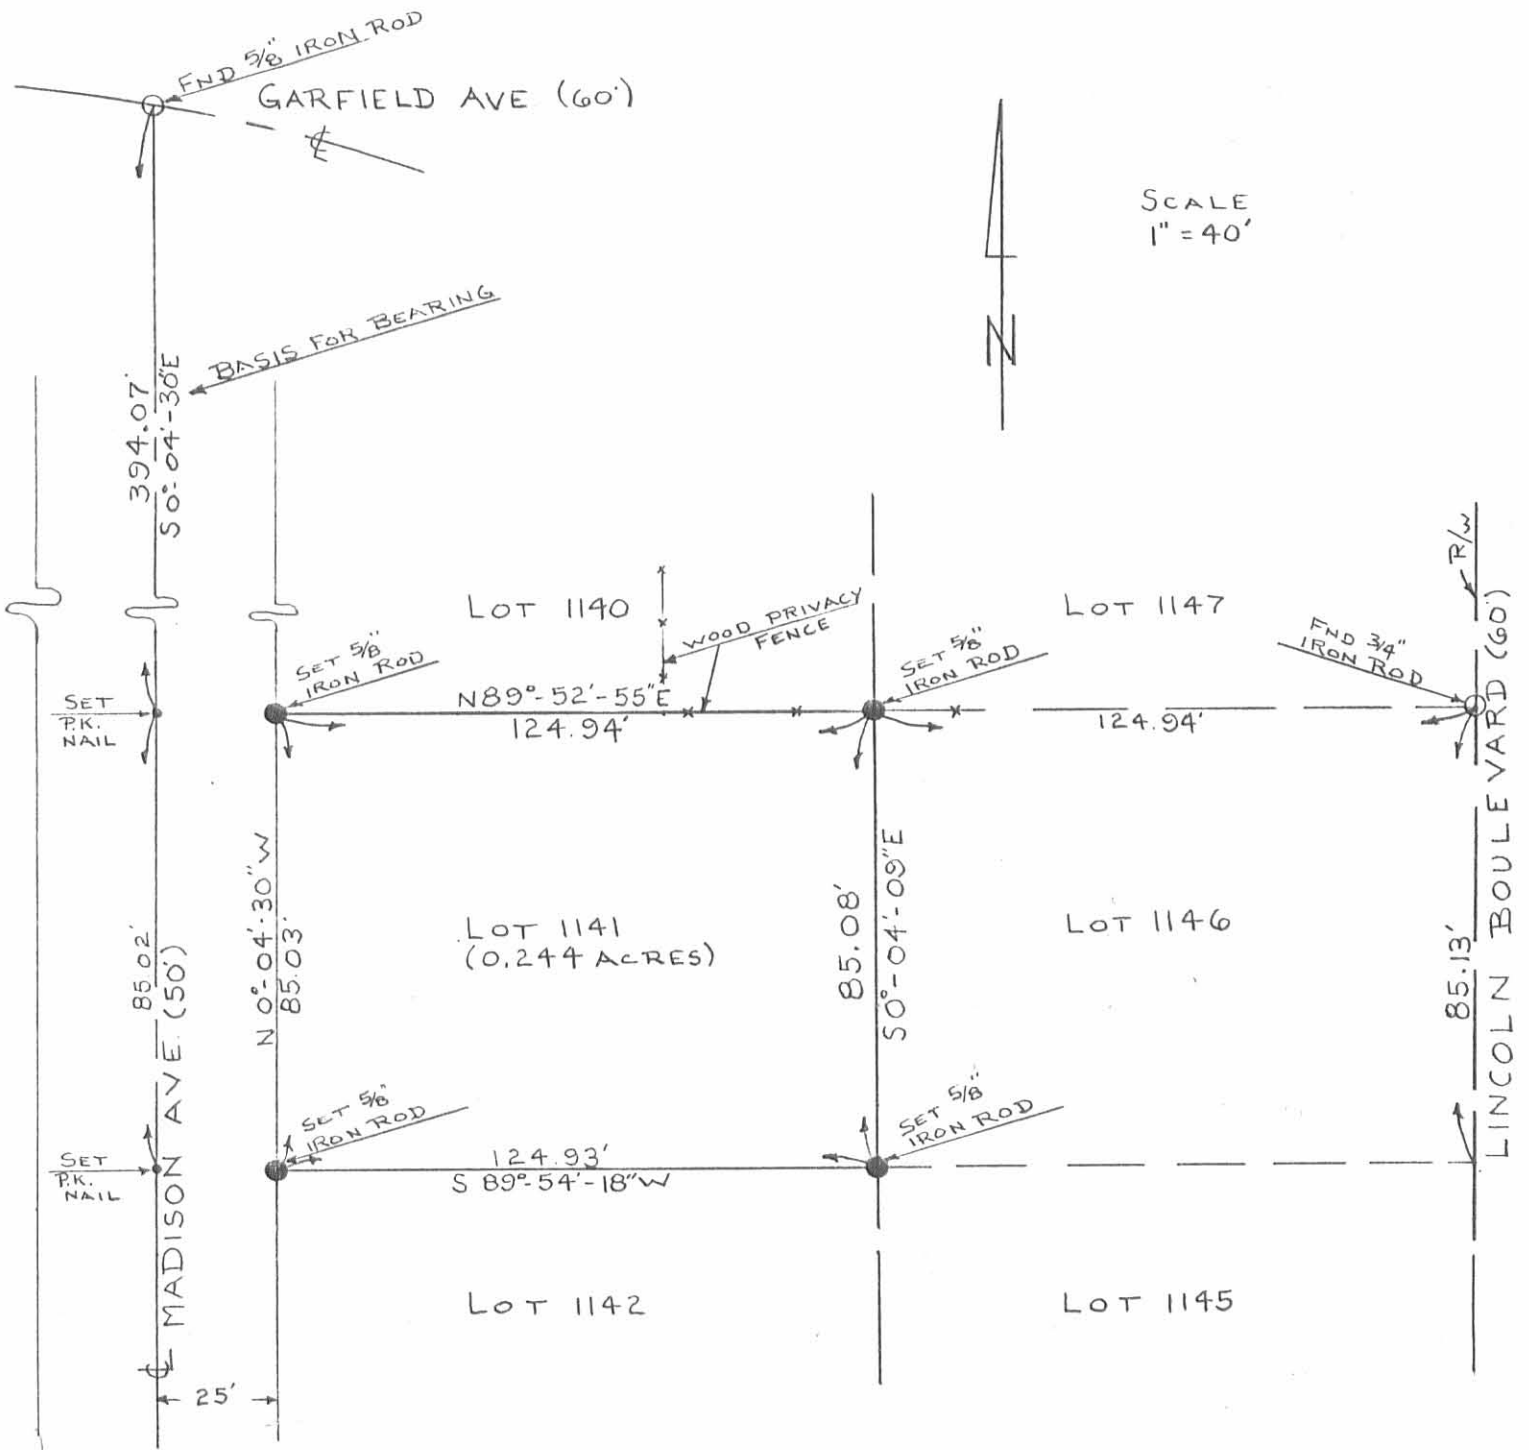 FND 5/8" IRON ROD
GARFIELD AVE (60')
℄
SCALE
1" = 40'
N
BASIS FOR BEARING
394.07'
S0°-04'-30"E
R/W
LOT 1140
WOOD PRIVACY
FENCE
LOT 1147
SET 5/8"
IRON ROD
SET 5/8"
IRON ROD
FND 3/4"
IRON ROD
SET
P.K.
NAIL
N89°-52'-55"E
124.94'
124.94'
LINCOLN BOULEVARD (60')
85.02'
℄ MADISON AVE. (50')
N 0°-04'-30"W
85.03'
LOT 1141
(0.244 ACRES)
85.08'
S0°-04'-09"E
LOT 1146
85.13'
SET 5/8"
IRON ROD
SET 5/8"
IRON ROD
SET
P.K.
NAIL
124.93'
S 89°-54'-18"W
LOT 1142
LOT 1145
25'